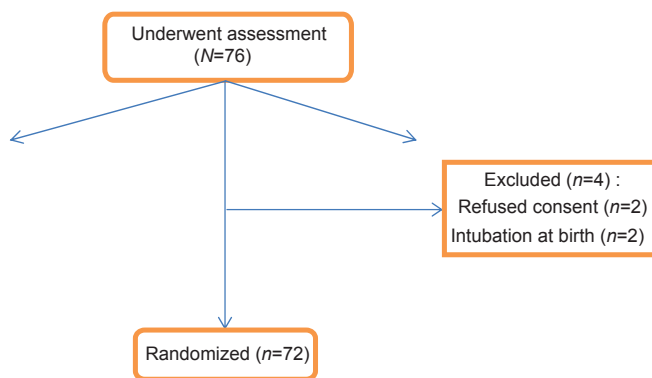 Underwent assessment
(N=76)
Excluded (n=4) :
Refused consent (n=2)
Intubation at birth (n=2)
Randomized (n=72)